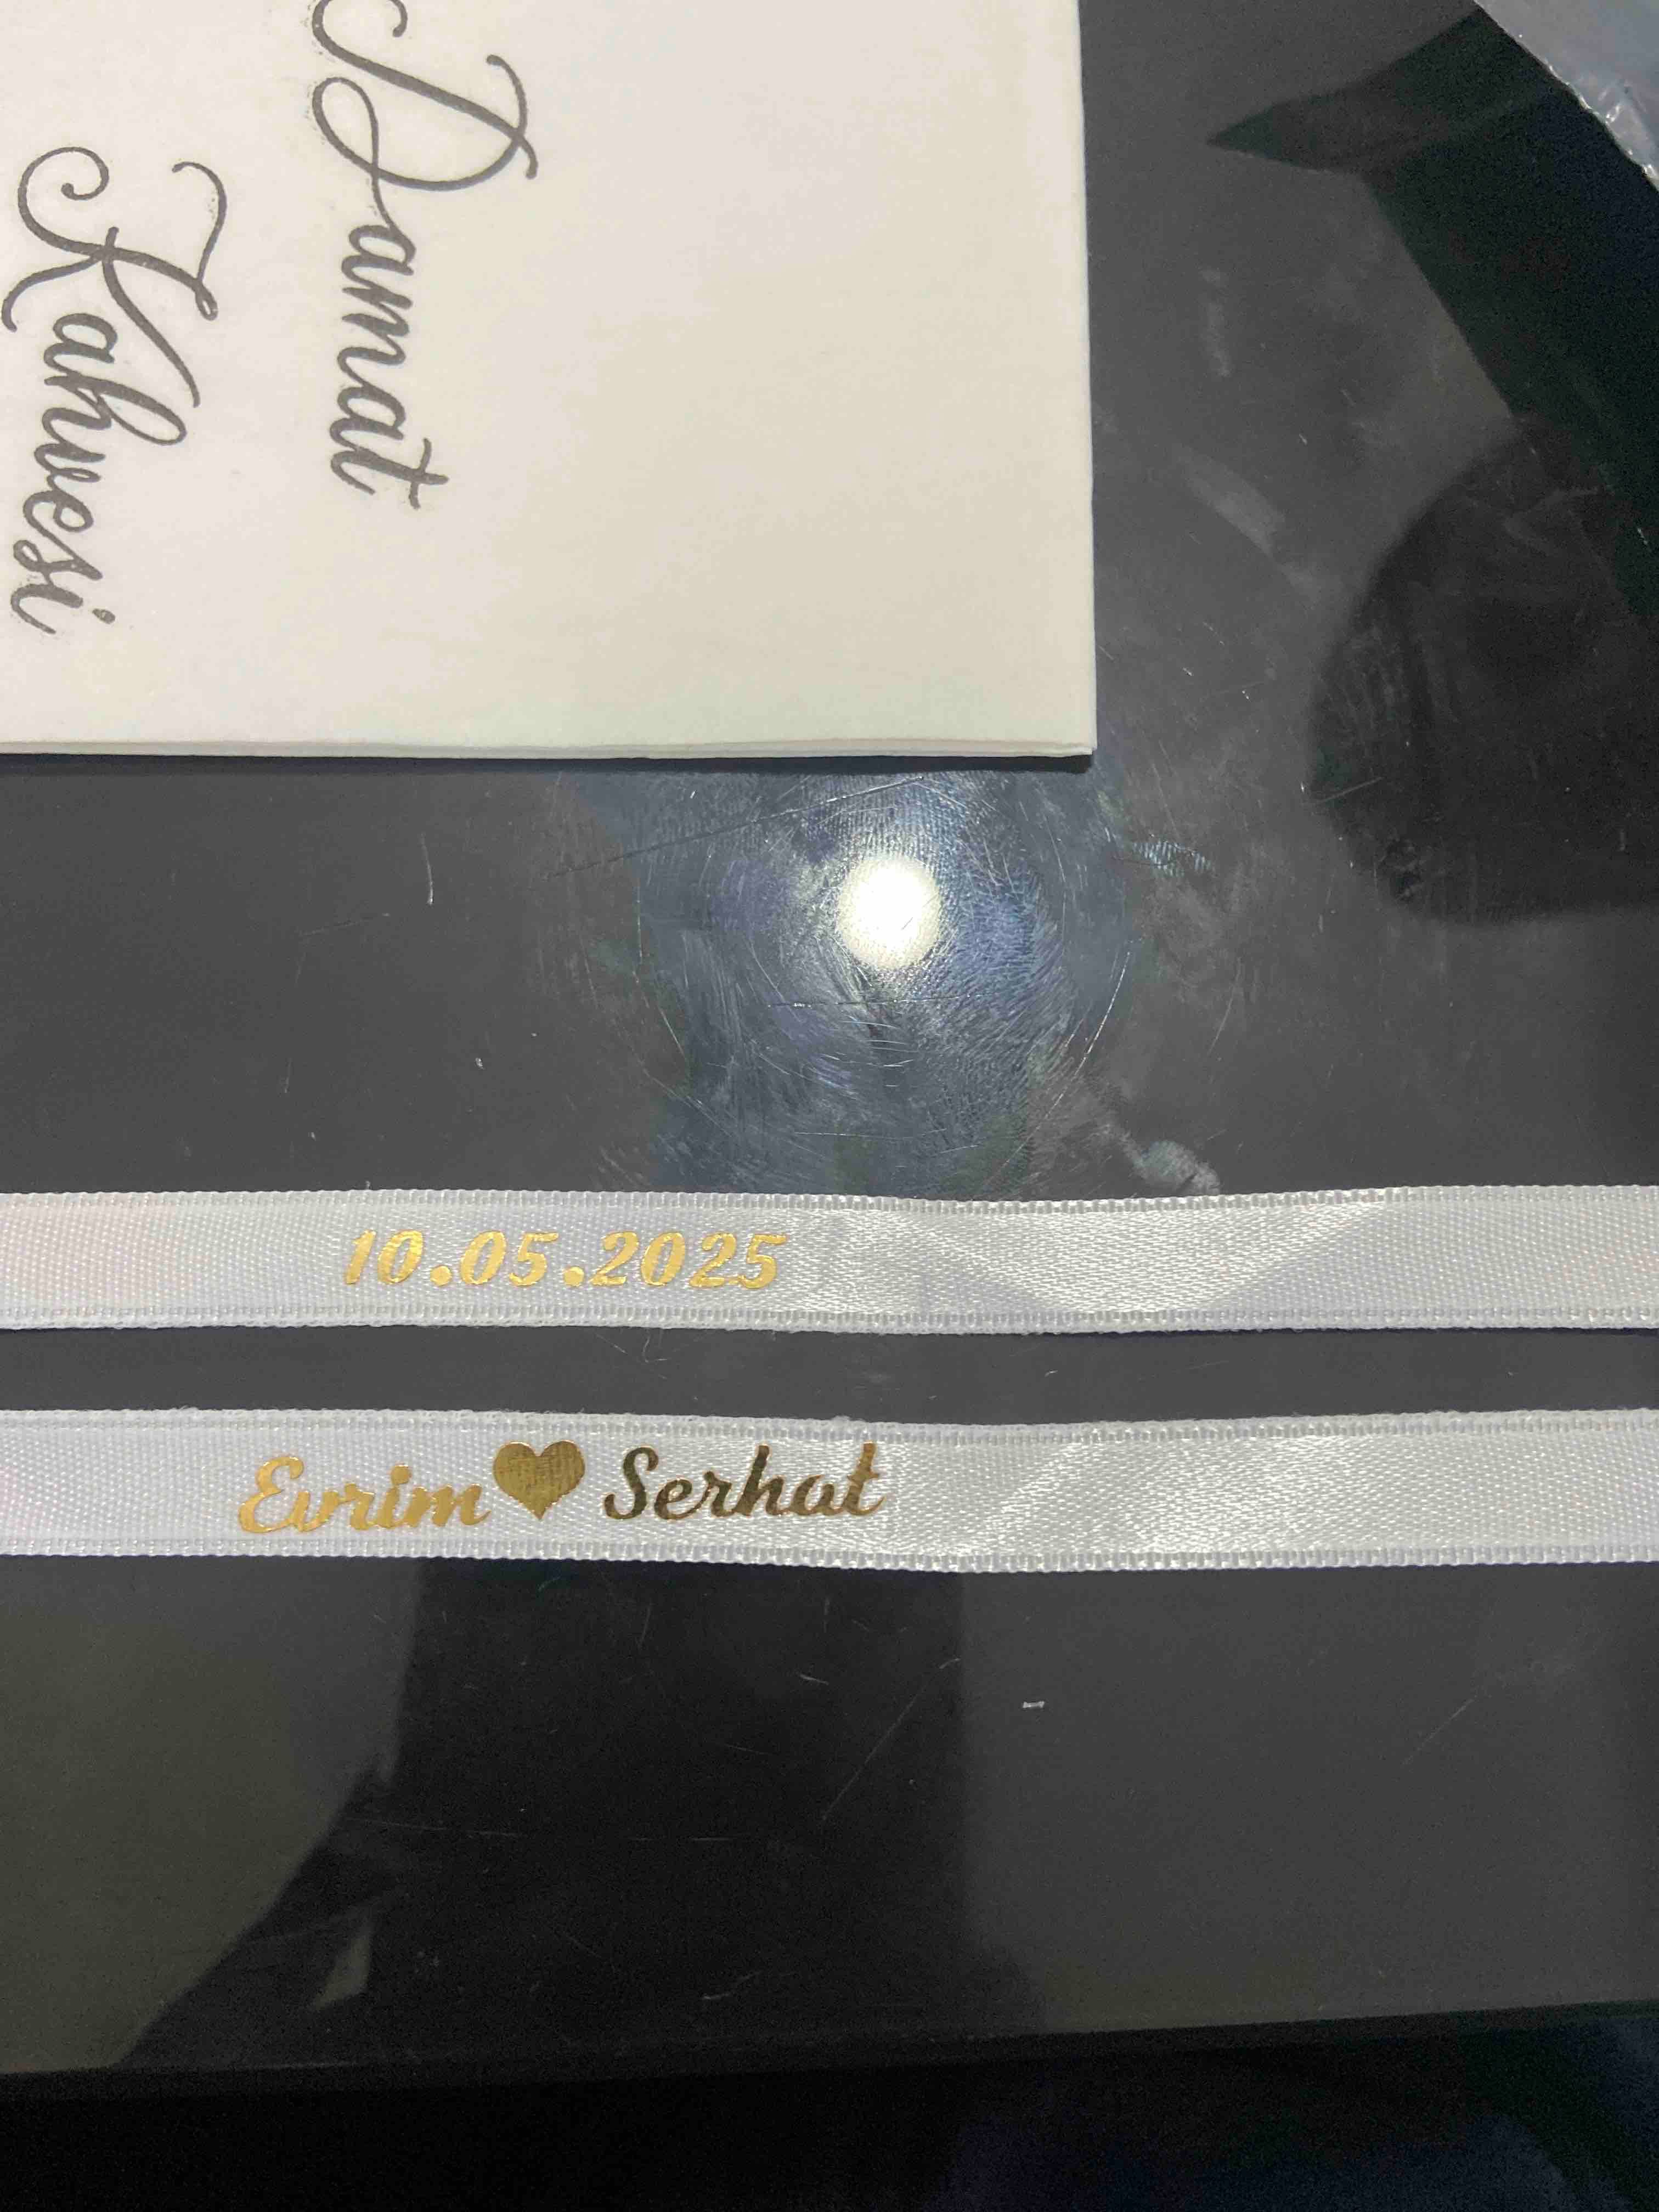 Damat
Kahvesi
10.05.2025
Evrim♥Serhat